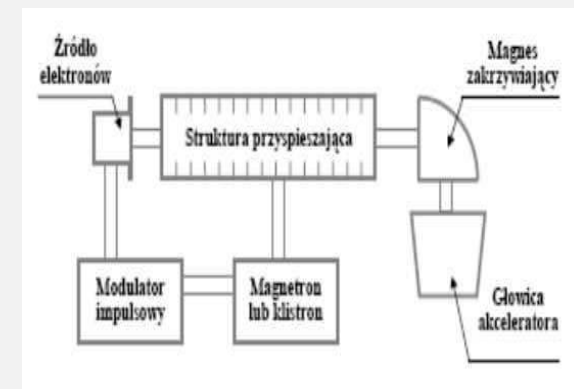 Źródło
elektronów
Magnes
zakrzywiający
Struktura przyspieszająca
Modulator
impulsowy
Magnetron
lub klistron
Głowica
akceleratora